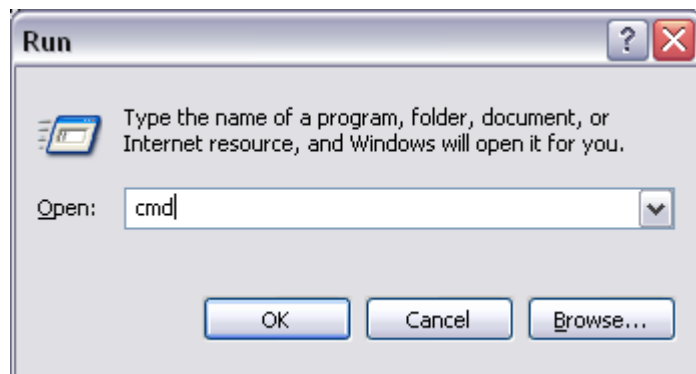 Run
Type the name of a program, folder, document, or
Internet resource, and Windows will open it for you.
Open: cmd
OK Cancel Browse...